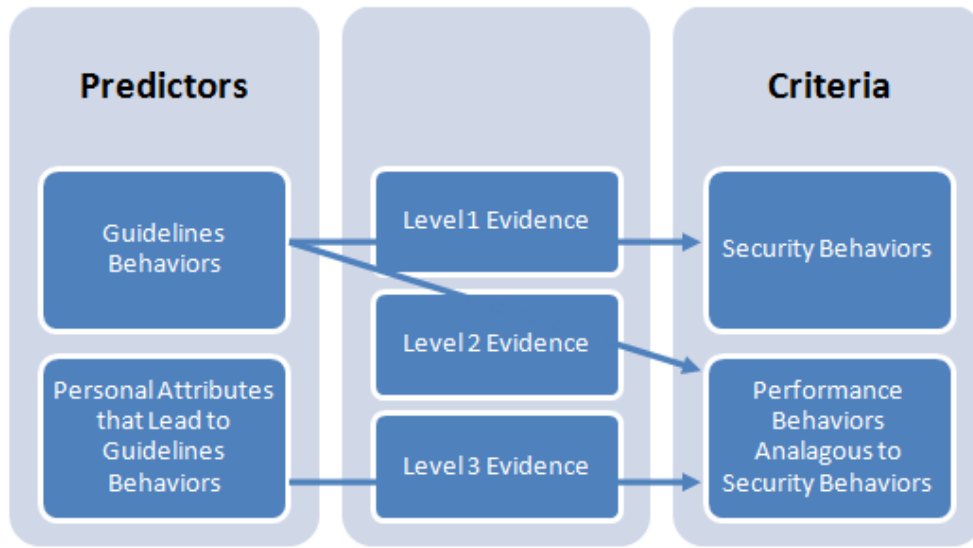 Predictors
Guidelines
Behaviors
Personal Attributes
that Lead to
Guidelines
Behaviors
Level 1 Evidence
Level 2 Evidence
Level 3 Evidence
Criteria
Security Behaviors
Performance
Behaviors
Analagous to
Security Behaviors